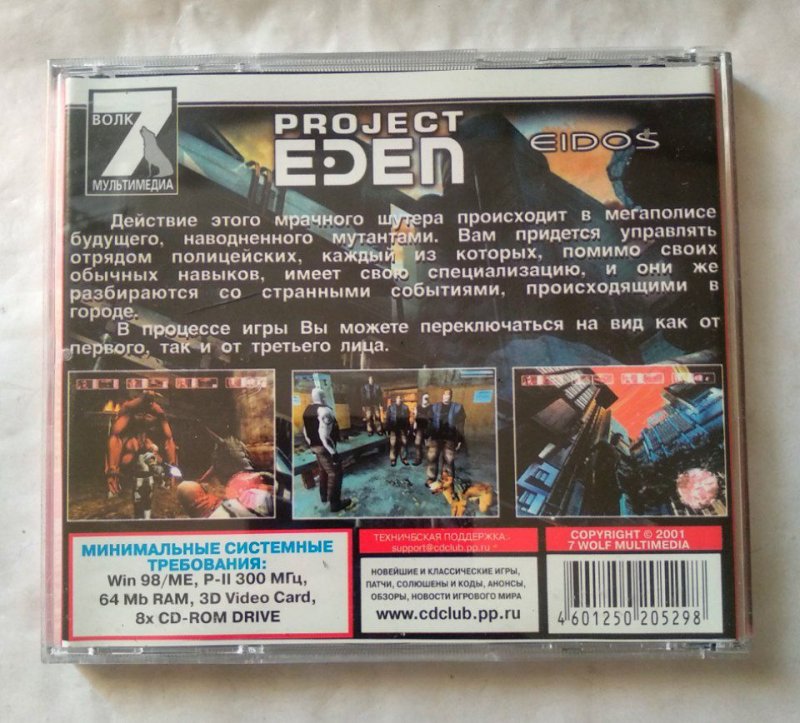 ВОЛК
7
МУЛЬТИМЕДИА
PROJECT
EDEN
EIDOS
Действие этого мрачного шутера происходит в мегаполисе
будущего, наводненного мутантами. Вам придется управлять
отрядом полицейских, каждый из которых, помимо своих
обычных навыков, имеет свою специализацию, и они же
разбираются со странными событиями, происходящими в
городе.
В процессе игры Вы можете переключаться на вид как от
первого, так и от третьего лица.
МИНИМАЛЬНЫЕ СИСТЕМНЫЕ
ТРЕБОВАНИЯ:
Win 98/ME, P-II 300 МГц,
64 Mb RAM, 3D Video Card,
8x CD-ROM DRIVE
ТЕХНИЧБСКАЯ ПОДДЕРЖКА:
support@cdclub.pp.ru
НОВЕЙШИЕ И КЛАССИЧЕСКИЕ ИГРЫ,
ПАТЧИ, СОЛЮШЕНЫ И КОДЫ, АНОНСЫ,
ОБЗОРЫ, НОВОСТИ ИГРОВОГО МИРА
www.cdclub.pp.ru
COPYRIGHT © 2001
7 WOLF MULTIMEDIA
4 601250 205298